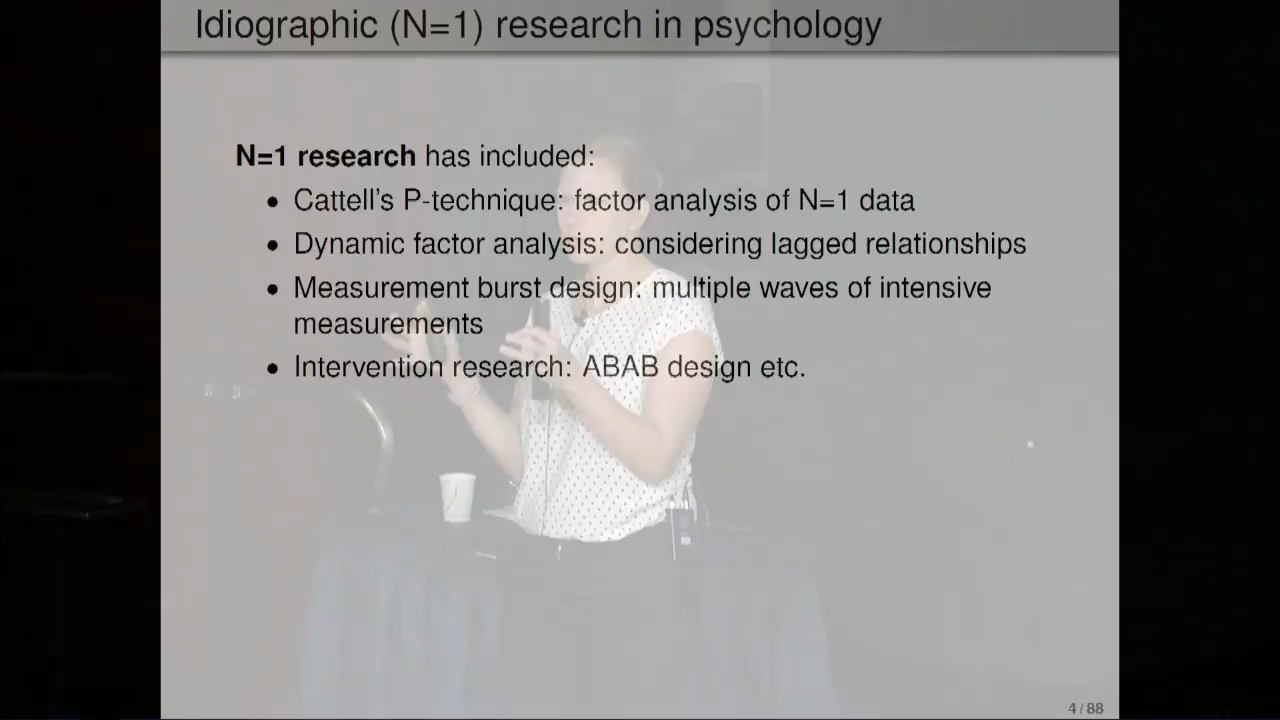 Idiographic (N=1) research in psychology
N=1 research has included:
• Cattell's P-technique: factor analysis of N=1 data
• Dynamic factor analysis: considering lagged relationships
• Measurement burst design: multiple waves of intensive
measurements
• Intervention research: ABAB design etc.
4 / 88